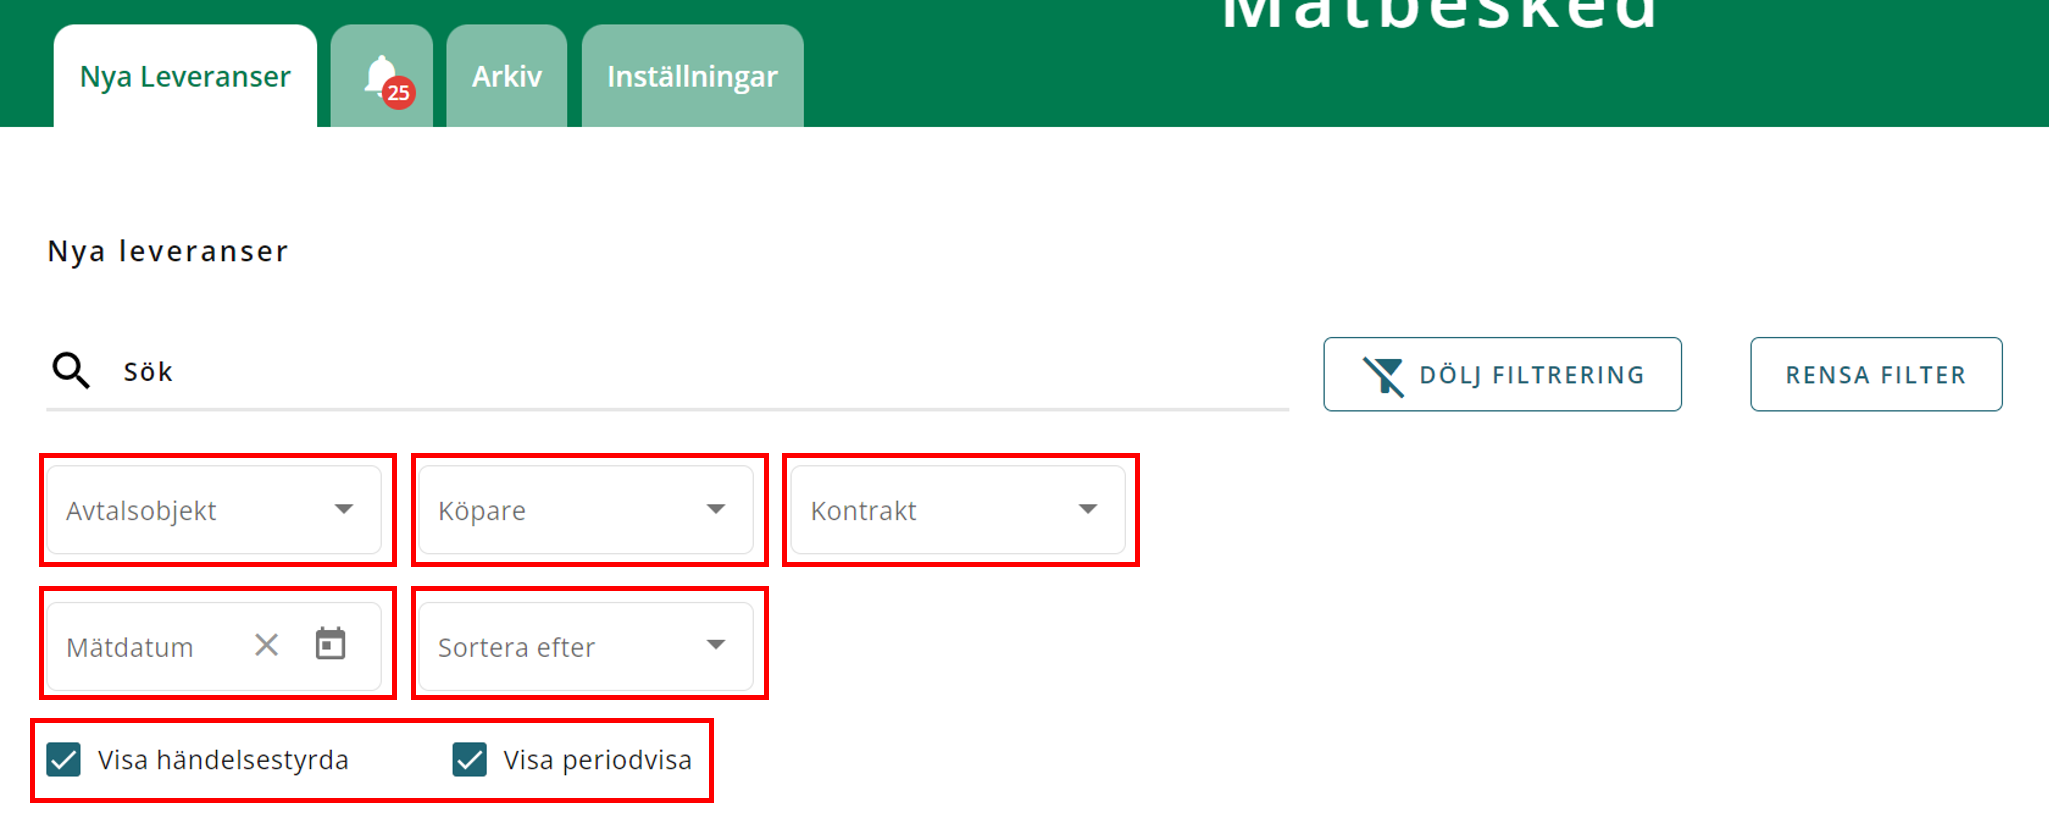 Mätbesked
Nya Leveranser
25
Arkiv
Inställningar
Nya leveranser
Sök
DÖLJ FILTRERING
RENSA FILTER
Avtalsobjekt
Köpare
Kontrakt
Mätdatum
Sortera efter
Visa händelsestyrda
Visa periodvisa